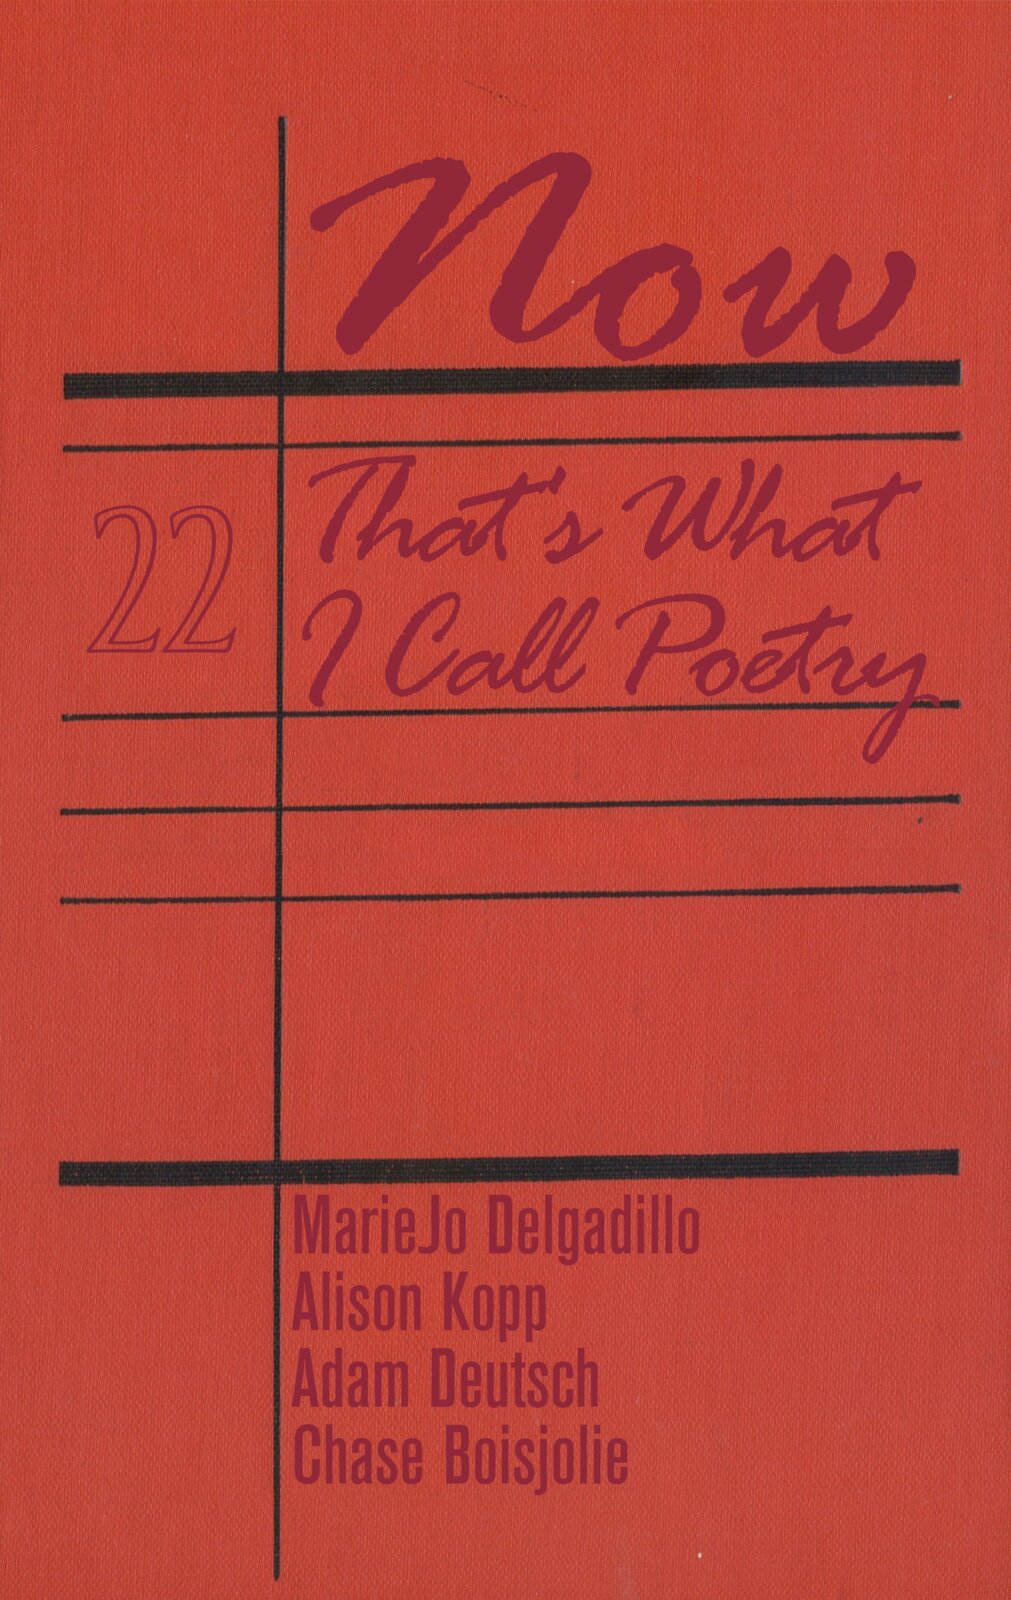 Now
22
That's What
I Call Poetry
MarieJo Delgadillo
Alison Kopp
Adam Deutsch
Chase Boisjolie